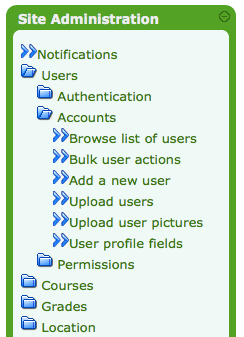 Site Administration
Notifications
Users
Authentication
Accounts
Browse list of users
Bulk user actions
Add a new user
Upload users
Upload user pictures
User profile fields
Permissions
Courses
Grades
Location